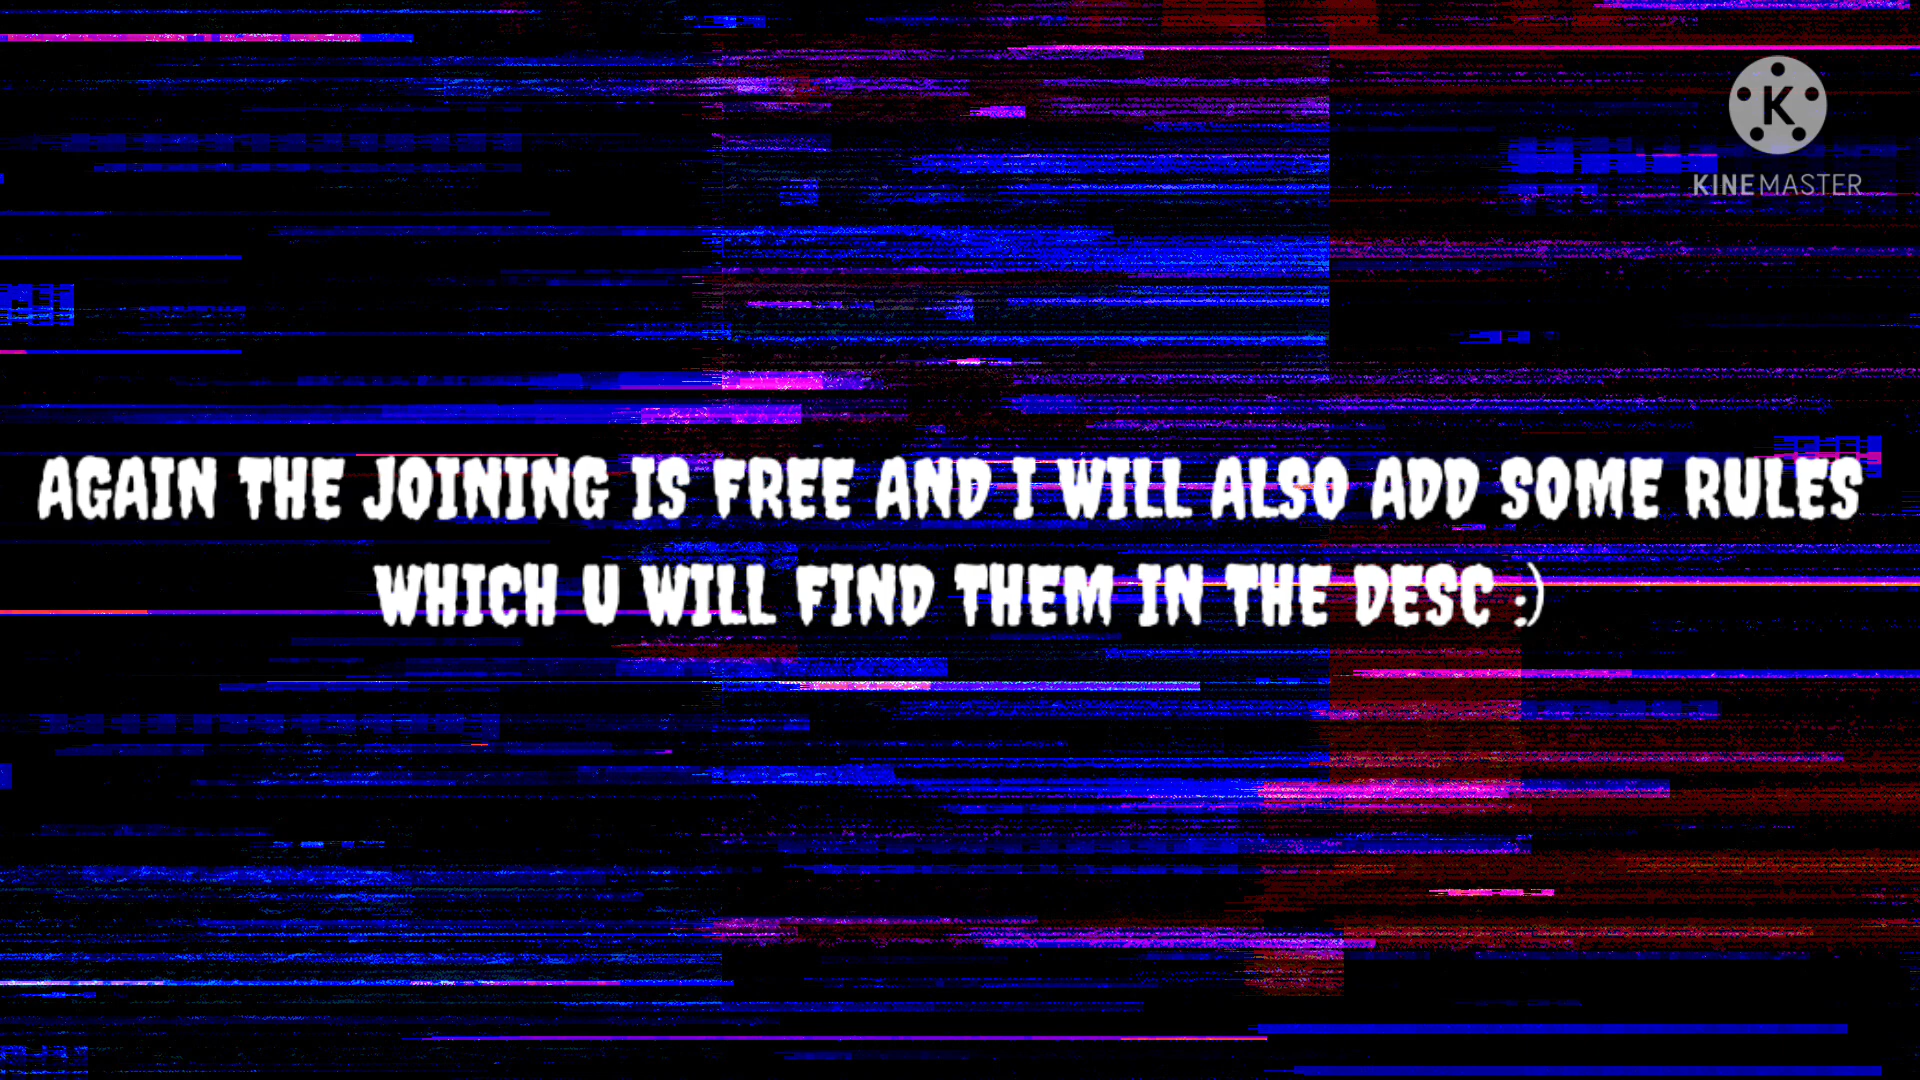 K
KINEMASTER
AGAIN THE JOINING IS FREE AND I WILL ALSO ADD SOME RULES
WHICH U WILL FIND THEM IN THE DESC :)